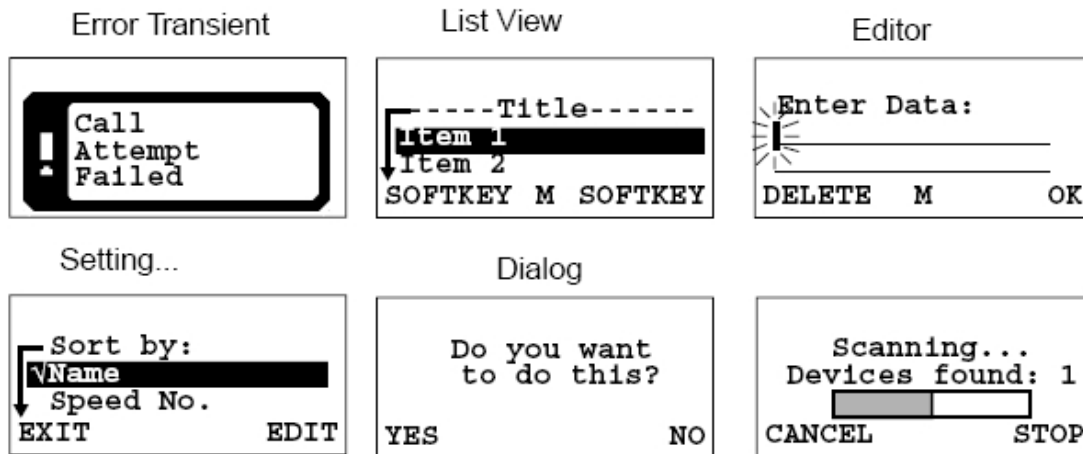 Error Transient
List View
Editor
Call
Attempt
Failed
-----Title------
Item 1
Item 2
SOFTKEY M SOFTKEY
Enter Data:
DELETE M OK
Setting...
Dialog
Sort by:
√Name
Speed No.
EXIT EDIT
Do you want
to do this?
YES NO
Scanning...
Devices found: 1
CANCEL STOP